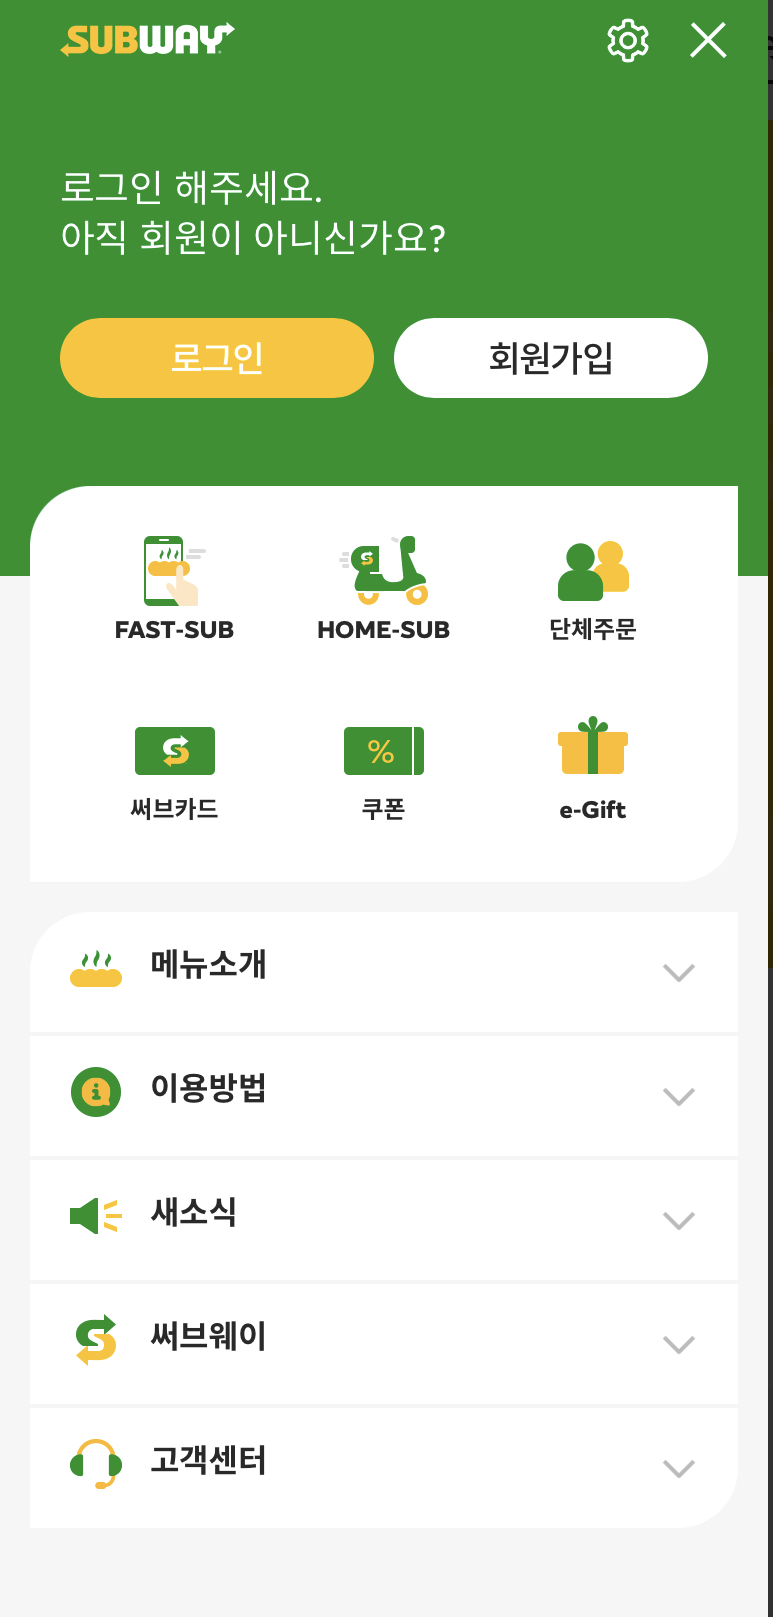 SUBWAY
로그인 해주세요.
아직 회원이 아니신가요?
로그인
회원가입
FAST-SUB
HOME-SUB
단체주문
써브카드
%
쿠폰
e-Gift
메뉴소개
이용방법
새소식
써브웨이
고객센터